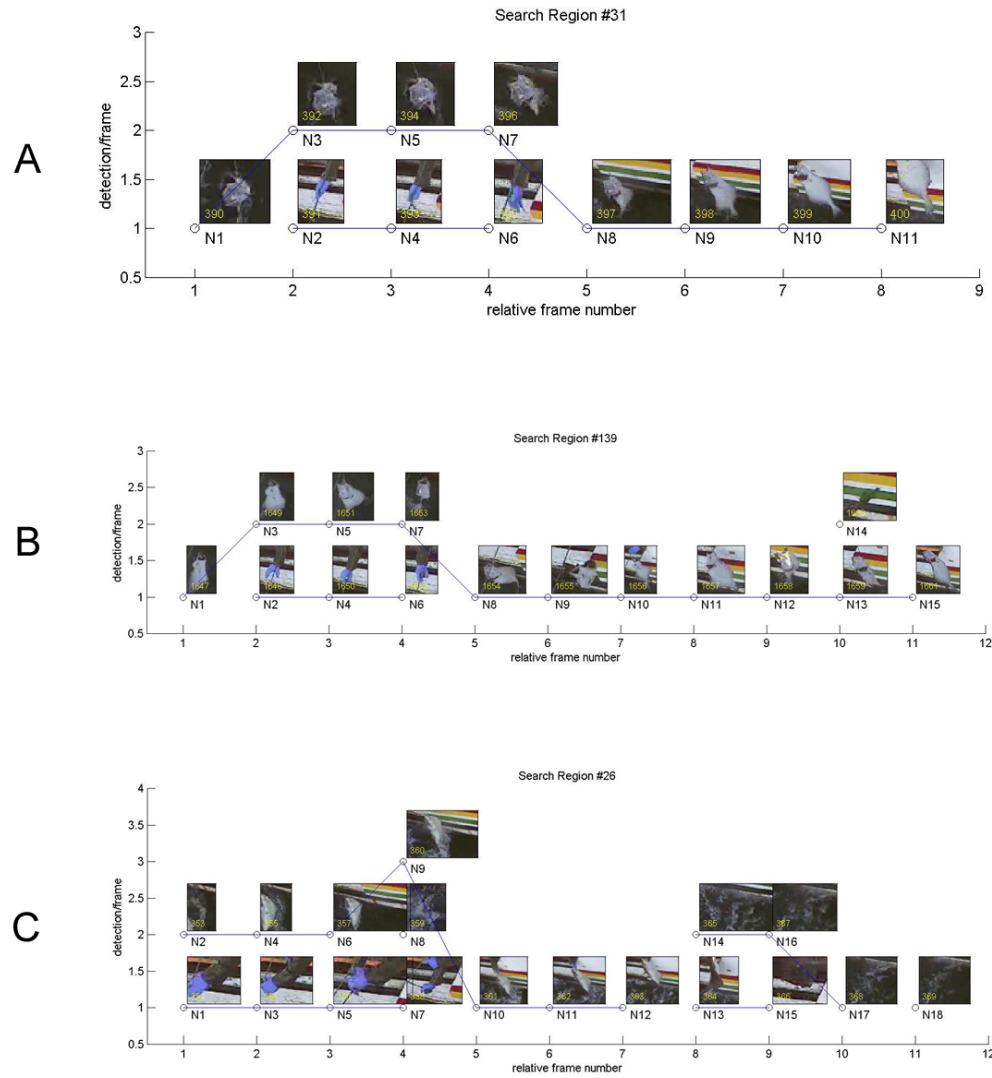 Search Region #31
A
detection/frame
3
2.5
2
1.5
1
0.5
392 394 396
N3 N5 N7
390 391 393 397 398 399 400
N1 N2 N4 N6 N8 N9 N10 N11
1 2 3 4 5 6 7 8 9
relative frame number
Search Region #139
B
detection/frame
3
2.5
2
1.5
1
0.5
1649 1651 1653
N3 N5 N7 N14
1647 1648 1650 1654 1655 1656 1657 1658 1659 1661
N1 N2 N4 N6 N8 N9 N10 N11 N12 N13 N15
1 2 3 4 5 6 7 8 9 10 11 12
relative frame number
Search Region #26
C
detection/frame
4
3.5
3
2.5
2
1.5
1
0.5
360
N9
353 355 357 359 365 367
N2 N4 N6 N8 N14 N16
361 362 363 364 366 368 369
N1 N3 N5 N7 N10 N11 N12 N13 N15 N17 N18
1 2 3 4 5 6 7 8 9 10 11 12
relative frame number